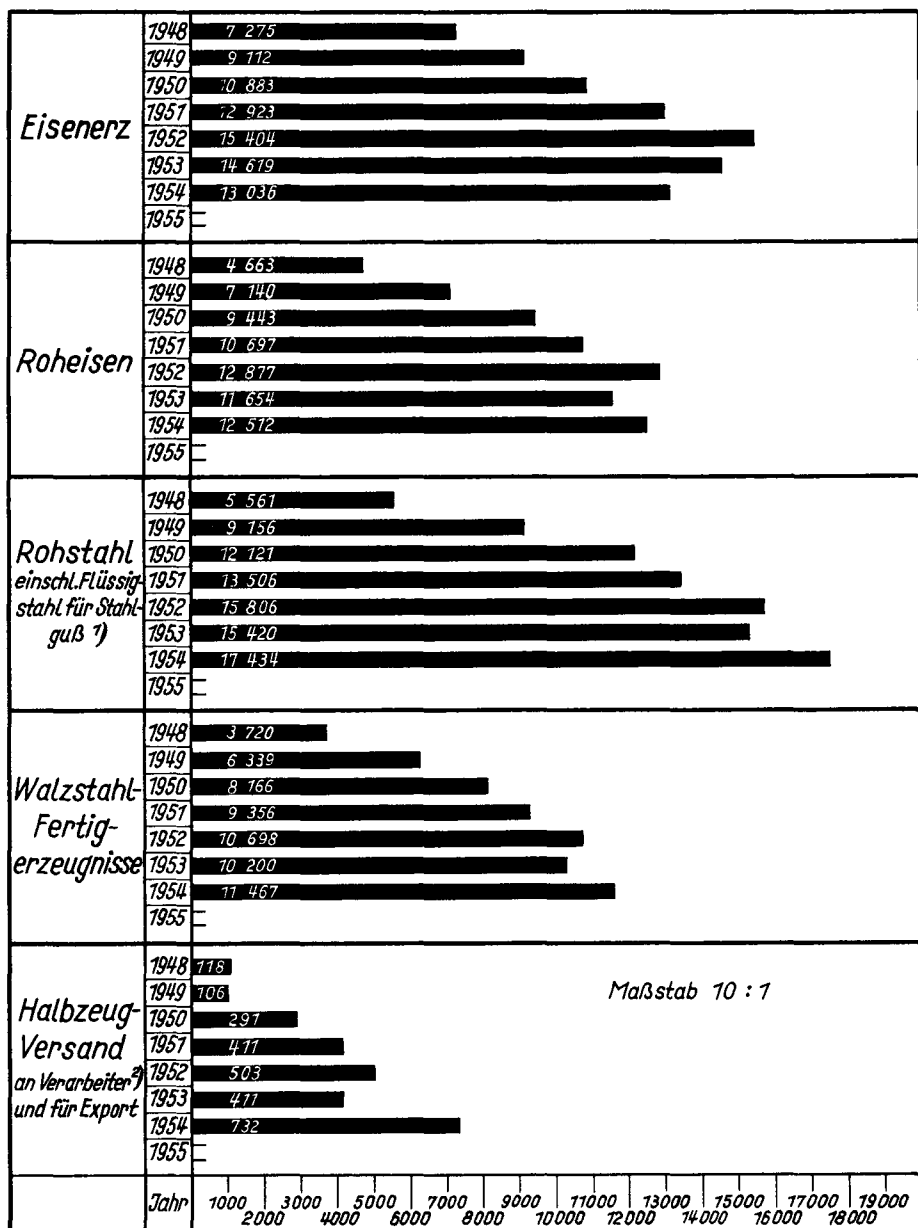 Eisenerz
1948 7 275
1949 9 112
1950 10 883
1951 12 923
1952 15 404
1953 14 619
1954 13 036
1955
Roheisen
1948 4 663
1949 7 140
1950 9 443
1951 10 697
1952 12 877
1953 11 654
1954 12 512
1955
Rohstahl
einschl. Flüssig-
stahl für Stahl-
guß 1)
1948 5 561
1949 9 156
1950 12 121
1951 13 506
1952 15 806
1953 15 420
1954 17 434
1955
Walzstahl-
Fertig-
erzeugnisse
1948 3 720
1949 6 339
1950 8 166
1951 9 356
1952 10 698
1953 10 200
1954 11 467
1955
Halbzeug-
Versand
an Verarbeiter 2)
und für Export
1948 118
1949 106
1950 291
1951 411
1952 503
1953 411
1954 732
1955
Maßstab 10 : 1
Jahr 1000 3000 5000 7000 9000 11000 13000 15000 17000 19000
2000 4000 6000 8000 10000 12000 14000 16000 18000